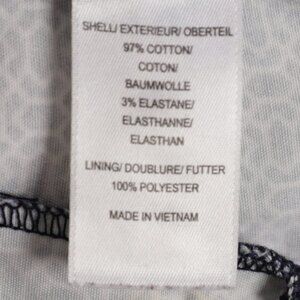 SHELL/ EXTERIEUR/ OBERTEIL
97% COTTON/
COTON/
BAUMWOLLE
3% ELASTANE/
ELASTHANNE/
ELASTHAN
LINING/ DOUBLURE/ FUTTER
100% POLYESTER
MADE IN VIETNAM